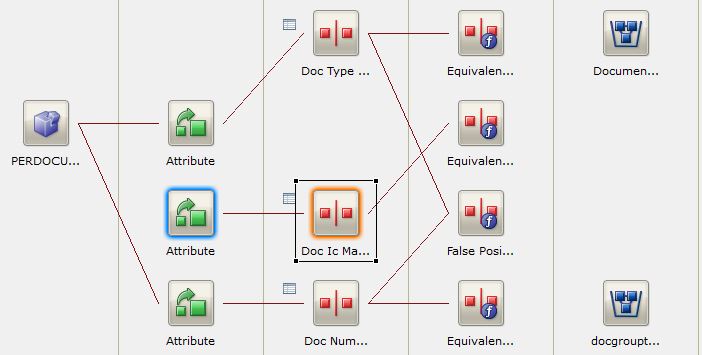 Doc Type ...
Equivalen...
Documen...
PERDOCU...
Attribute
Equivalen...
Attribute
Doc Ic Ma...
False Posi...
Attribute
Doc Num...
Equivalen...
docgroupt...